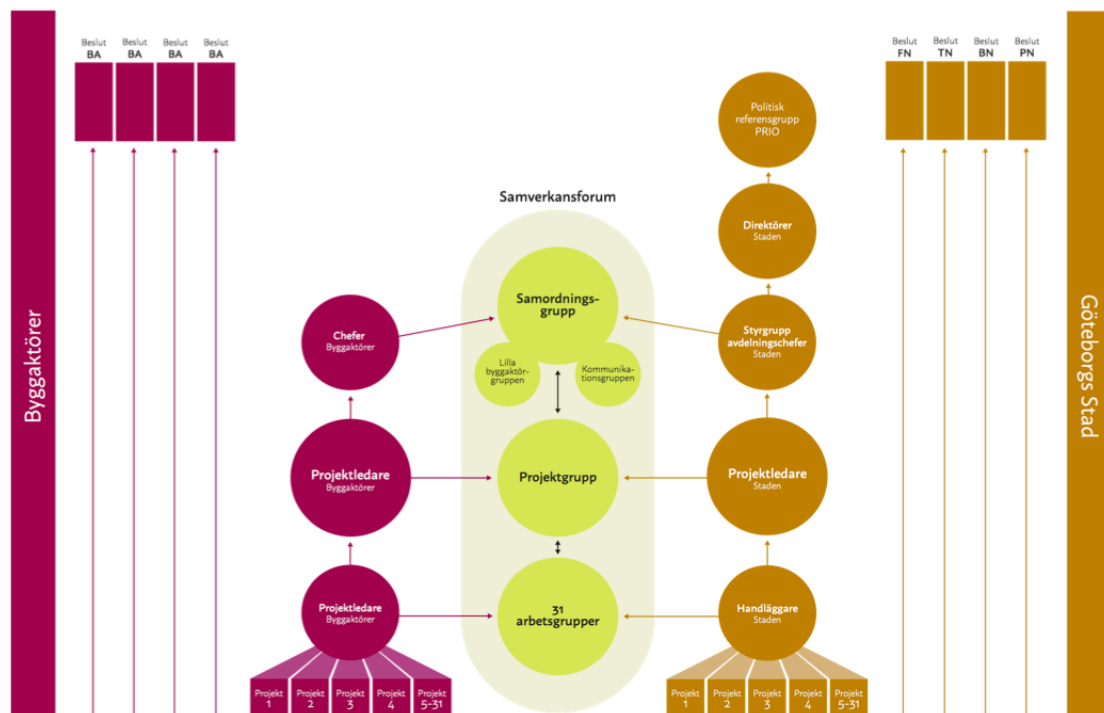 Byggaktörer
Beslut
BA
Beslut
BA
Beslut
BA
Beslut
BA
Beslut
FN
Beslut
TN
Beslut
BN
Beslut
PN
Göteborgs Stad
Politisk
referensgrupp
PRIO
Direktörer
Staden
Samverkansforum
Samordnings-
grupp
Lilla
byggaktör-
gruppen
Kommunika-
tionsgruppen
Chefer
Byggaktörer
Styrgrupp
avdelningschefer
Staden
Projektledare
Byggaktörer
Projektgrupp
Projektledare
Staden
Projektledare
Byggaktörer
31
arbetsgrupper
Handläggare
Staden
Projekt
1
Projekt
2
Projekt
3
Projekt
4
Projekt
5-31
Projekt
1
Projekt
2
Projekt
3
Projekt
4
Projekt
5-31